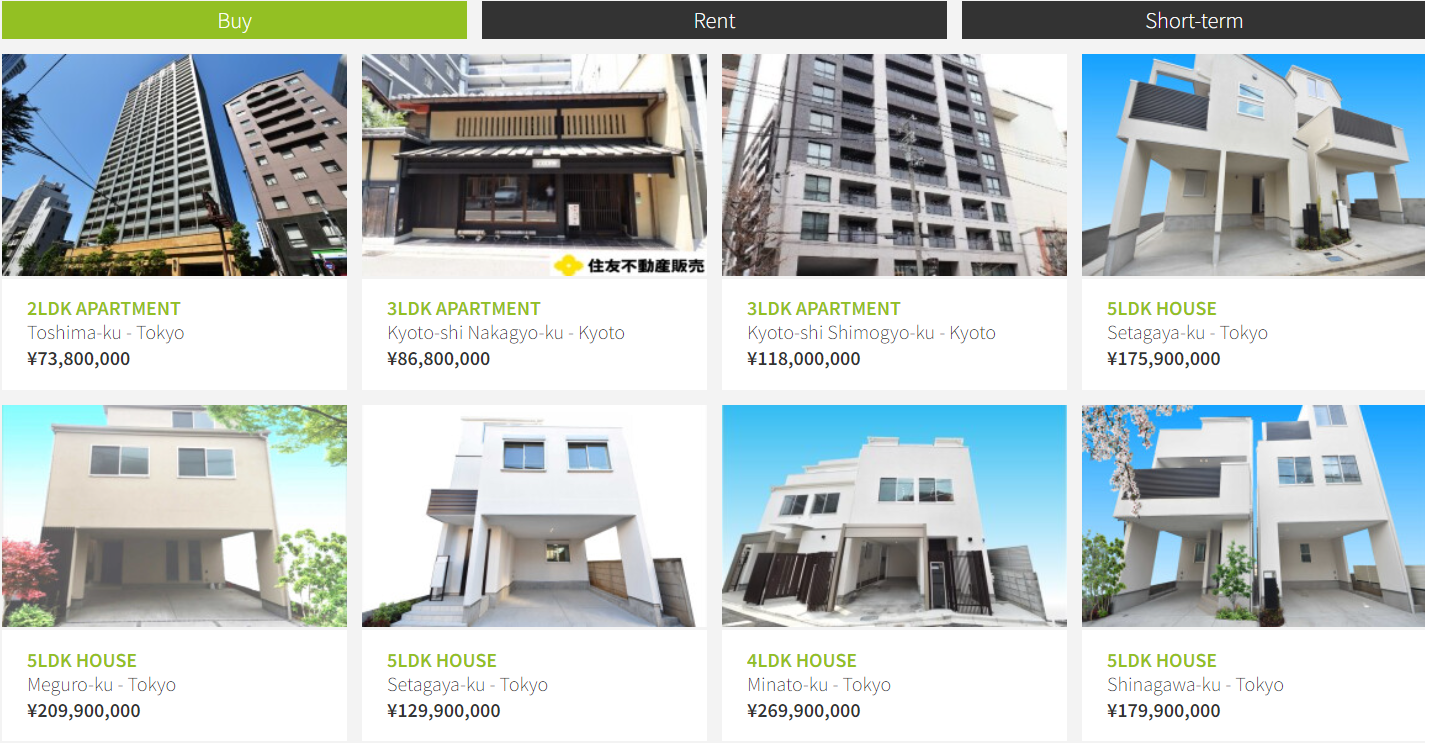 Buy
Rent
Short-term
住友不動産販売
2LDK APARTMENT
Toshima-ku - Tokyo
¥73,800,000
3LDK APARTMENT
Kyoto-shi Nakagyo-ku - Kyoto
¥86,800,000
3LDK APARTMENT
Kyoto-shi Shimogyo-ku - Kyoto
¥118,000,000
5LDK HOUSE
Setagaya-ku - Tokyo
¥175,900,000
5LDK HOUSE
Meguro-ku - Tokyo
¥209,900,000
5LDK HOUSE
Setagaya-ku - Tokyo
¥129,900,000
4LDK HOUSE
Minato-ku - Tokyo
¥269,900,000
5LDK HOUSE
Shinagawa-ku - Tokyo
¥179,900,000